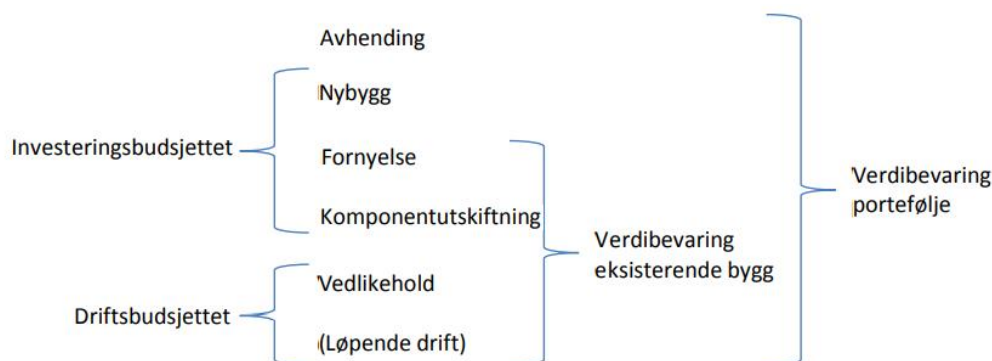 Avhending
Nybygg
Investeringsbudsjettet
Fornyelse
Komponentutskiftning
Verdibevaring
portefølje
Verdibevaring
eksisterende bygg
Vedlikehold
Driftsbudsjettet
(Løpende drift)